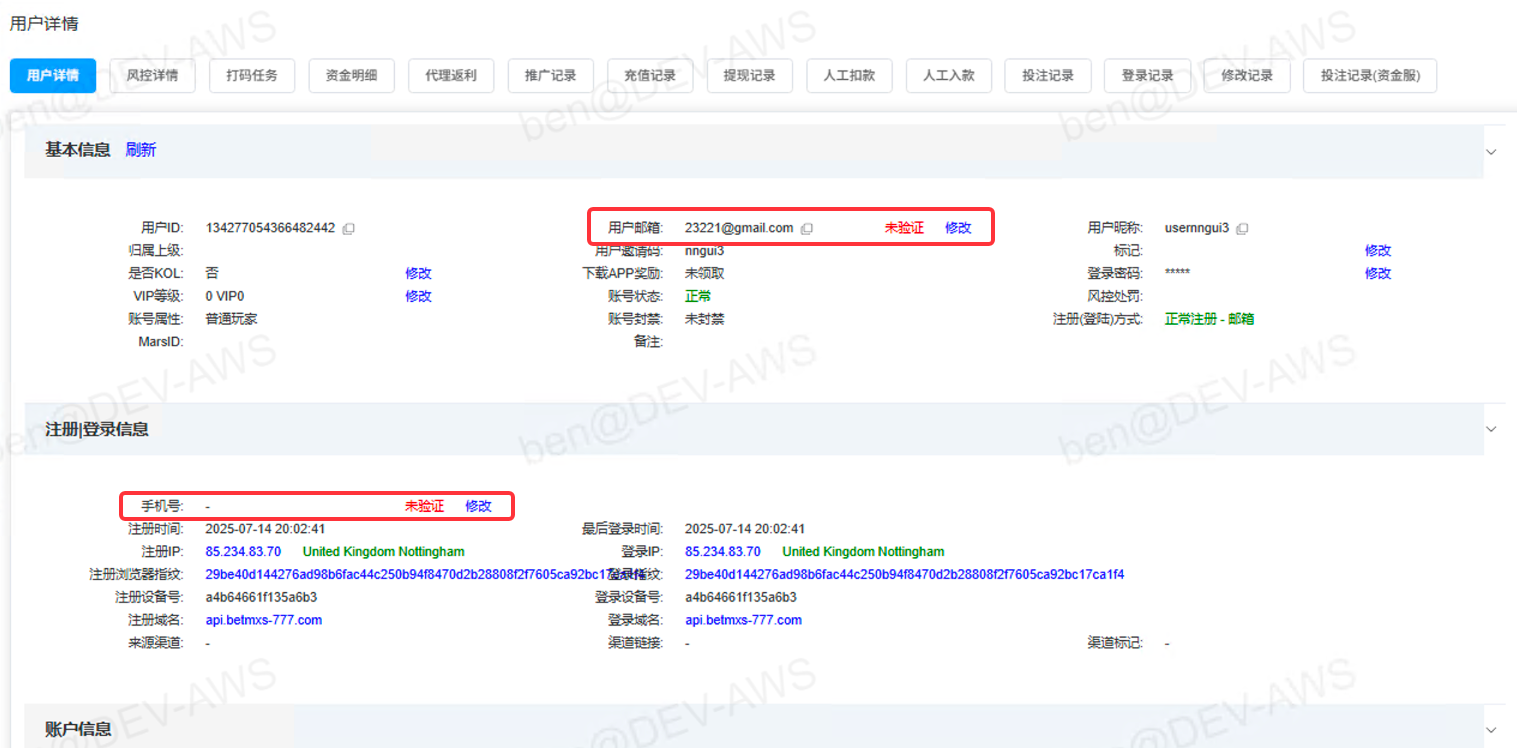 用户详情
用户详情 风控详情 打码任务 资金明细 代理返利 推广记录 充值记录 提现记录 人工扣款 人工入款 投注记录 登录记录 修改记录 投注记录(资金服)
基本信息 刷新
用户ID: 134277054366482442 用户邮箱: 23221@gmail.com 未验证 修改 用户昵称: usernngui3
归属上级: 用户邀请码: nngui3 标记: 修改
是否KOL: 否 修改 下载APP奖励: 未领取 登录密码: ***** 修改
VIP等级: 0 VIP0 修改 账号状态: 正常 风控处罚:
账号属性: 普通玩家 账号封禁: 未封禁 注册(登陆)方式: 正常注册 - 邮箱
MarsID: 备注:
注册|登录信息
手机号: - 未验证 修改
注册时间: 2025-07-14 20:02:41 最后登录时间: 2025-07-14 20:02:41
注册IP: 85.234.83.70 United Kingdom Nottingham 登录IP: 85.234.83.70 United Kingdom Nottingham
注册浏览器指纹: 29be40d144276ad98b6fac44c250b94f8470d2b28808f2f7605ca92bc17ca1f4 登录指纹: 29be40d144276ad98b6fac44c250b94f8470d2b28808f2f7605ca92bc17ca1f4
注册设备号: a4b64661f135a6b3 登录设备号: a4b64661f135a6b3
注册域名: api.betmxs-777.com 登录域名: api.betmxs-777.com
来源渠道: - 渠道链接: - 渠道标记: -
账户信息
ben@DEV-AWS